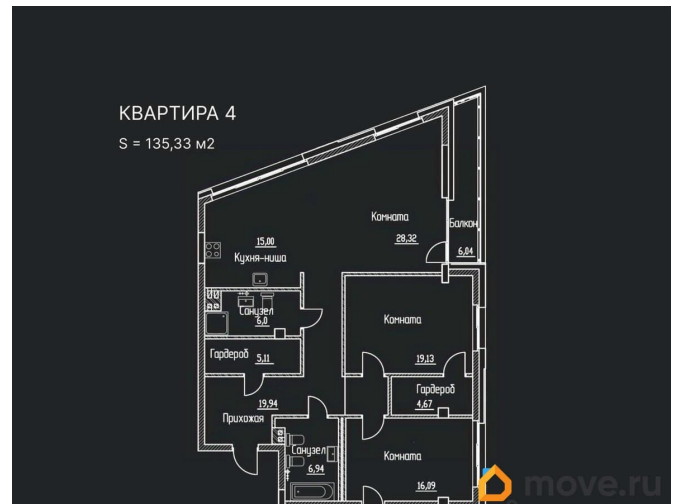 КВАРТИРА 4
S = 135,33 м2
Комната
28,32
Балкон
6,04
15,00
Кухня-ниша
Санузел
6,0
Комната
19,13
Гардероб
5,11
Гардероб
4,67
19,94
Прихожая
Санузел
6,94
Комната
16,09
move.ru